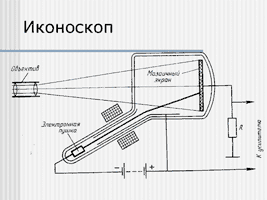 Иконоскоп
Объектив
Мозаичный
экран
Электронная
пушка
R
К усилителю
- +